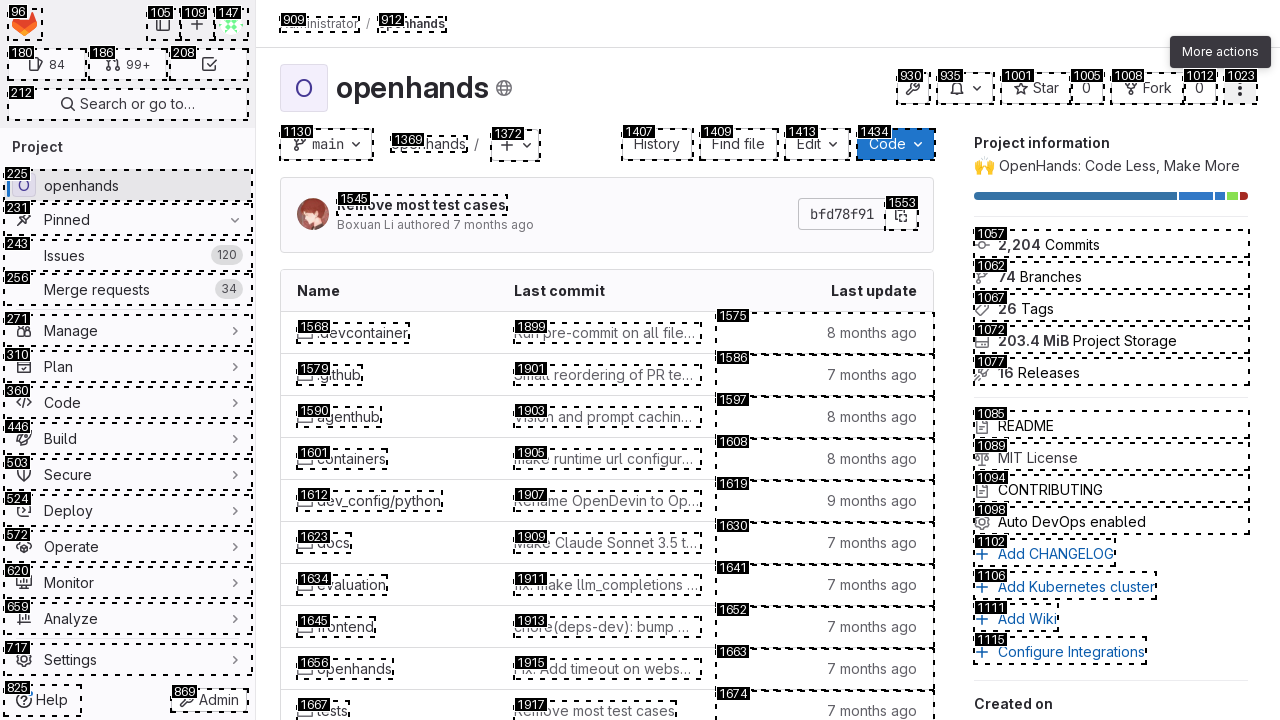 96
105
109
147
180
84
186
99+
208
212
Search or go to…
Project
225
O
openhands
231
Pinned
243
Issues
120
256
Merge requests
34
271
Manage
310
Plan
360
Code
446
Build
503
Secure
524
Deploy
572
Operate
620
Monitor
659
Analyze
717
Settings
825
Help
869
Admin
909
Administrator
/
912
openhands
More actions
O
openhands
930
935
1001
Star
1005
0
1008
Fork
1012
0
1023
1130
main
1369
openhands
/
1372
1407
History
1409
Find file
1413
Edit
1434
Code
1545
Remove most test cases
Boxuan Li authored 7 months ago
bfd78f91
1553
Name
Last commit
Last update
1568
.devcontainer
1899
Run pre-commit on all file…
1575
8 months ago
1579
.github
1901
Small reordering of PR te…
1586
7 months ago
1590
agenthub
1903
Vision and prompt cachin…
1597
8 months ago
1601
containers
1905
make runtime url configur…
1608
8 months ago
1612
dev_config/python
1907
Rename OpenDevin to Op…
1619
9 months ago
1623
docs
1909
Make Claude Sonnet 3.5 t…
1630
7 months ago
1634
evaluation
1911
fix: make llm_completions …
1641
7 months ago
1645
frontend
1913
chore(deps-dev): bump …
1652
7 months ago
1656
openhands
1915
Fix: Add timeout on webs…
1663
7 months ago
1667
tests
1917
Remove most test cases
1674
7 months ago
Project information
🙌 OpenHands: Code Less, Make More
1057
2,204 Commits
1062
74 Branches
1067
26 Tags
1072
203.4 MiB Project Storage
1077
16 Releases
1085
README
1089
MIT License
1094
CONTRIBUTING
1098
Auto DevOps enabled
1102
Add CHANGELOG
1106
Add Kubernetes cluster
1111
Add Wiki
1115
Configure Integrations
Created on